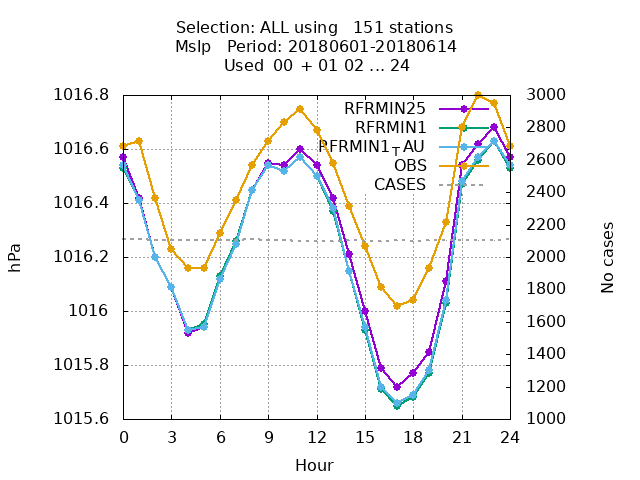 Selection: ALL using   151 stations
Mslp   Period: 20180601-20180614
Used  00 + 01 02 ... 24
1016.8
1016.6
1016.4
1016.2
1016
1015.8
1015.6
hPa
RFRMIN25
RFRMIN1
RFRMIN1┬AU
OBS
CASES
3000
2800
2600
2400
2200
2000
1800
1600
1400
1200
1000
No cases
0 3 6 9 12 15 18 21 24
Hour